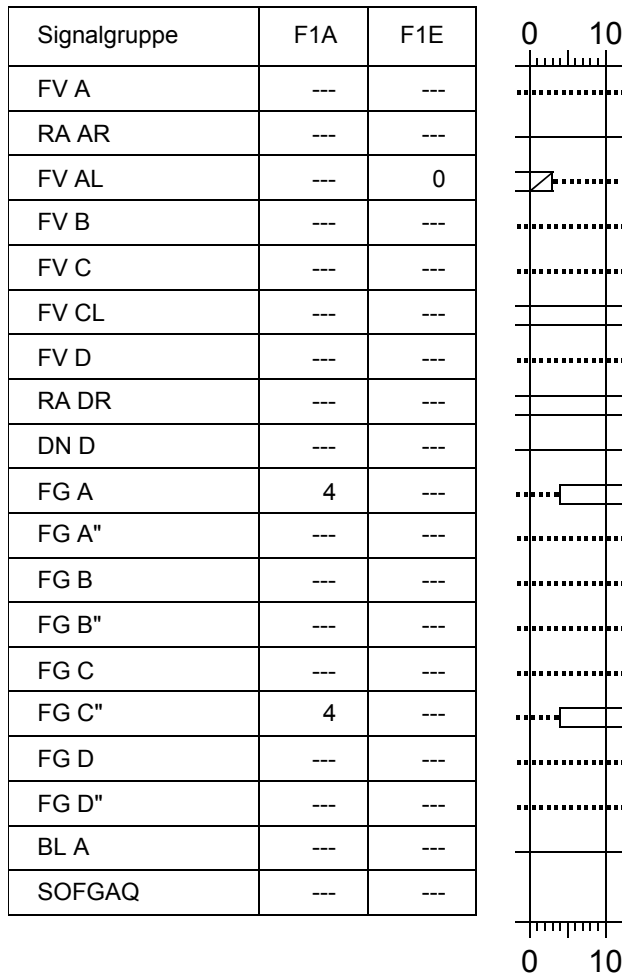 Signalgruppe F1A F1E 0 10
FV A --- ---
RA AR --- ---
FV AL --- 0
FV B --- ---
FV C --- ---
FV CL --- ---
FV D --- ---
RA DR --- ---
DN D --- ---
FG A 4 ---
FG A" --- ---
FG B --- ---
FG B" --- ---
FG C --- ---
FG C" 4 ---
FG D --- ---
FG D" --- ---
BL A --- ---
SOFGAQ --- ---
0 10